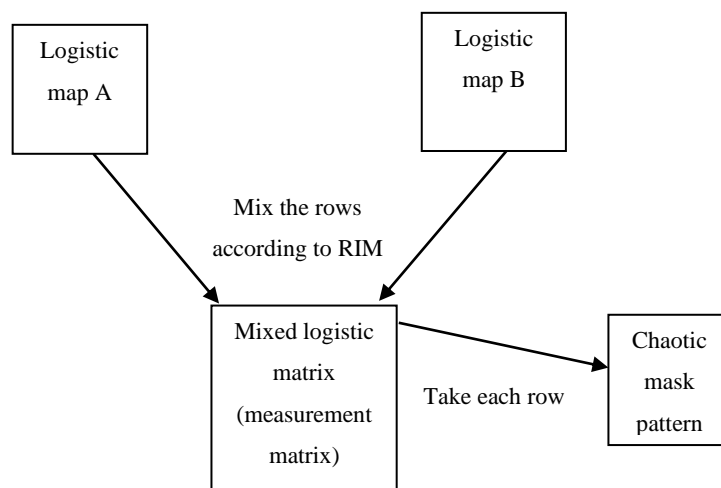 Logistic
map A
Logistic
map B
Mix the rows
according to RIM
Mixed logistic
matrix
(measurement
matrix)
Take each row
Chaotic
mask
pattern